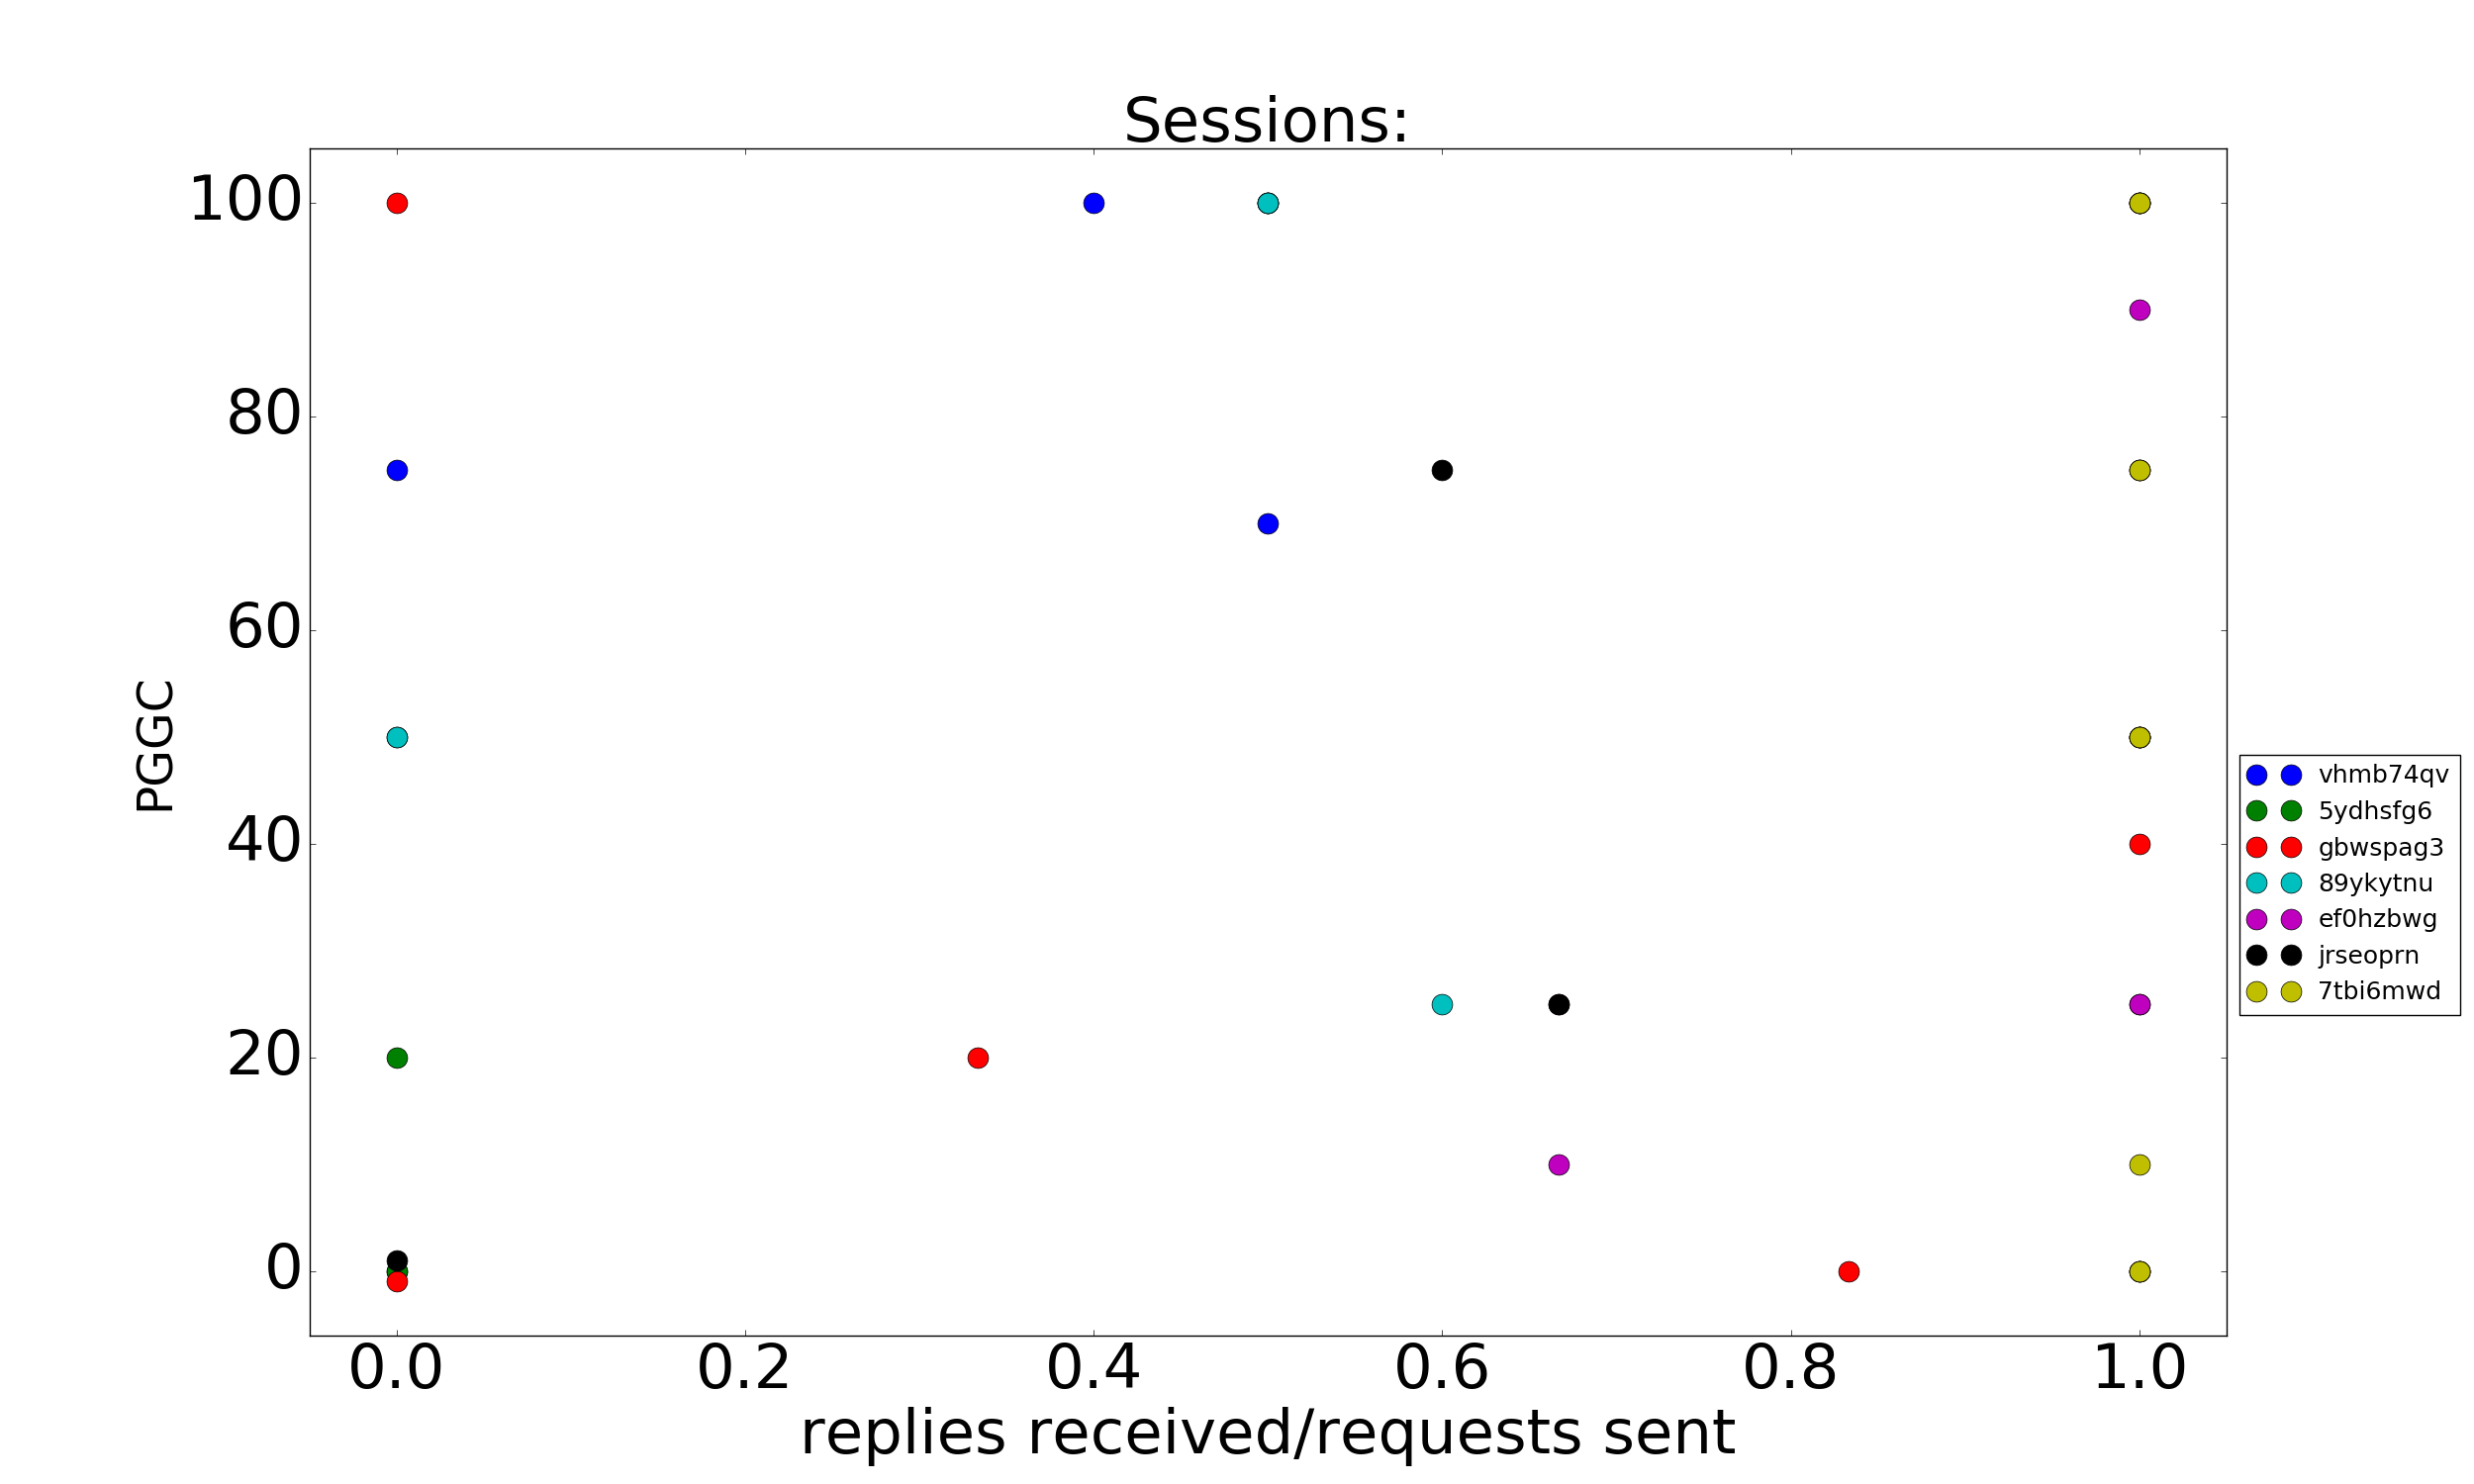 Sessions:
100
80
60
40
20
0
PGGC
0.0 0.2 0.4 0.6 0.8 1.0
replies received/requests sent
vhmb74qv
5ydhsfg6
gbwspag3
89ykytnu
ef0hzbwg
jrseoprn
7tbi6mwd